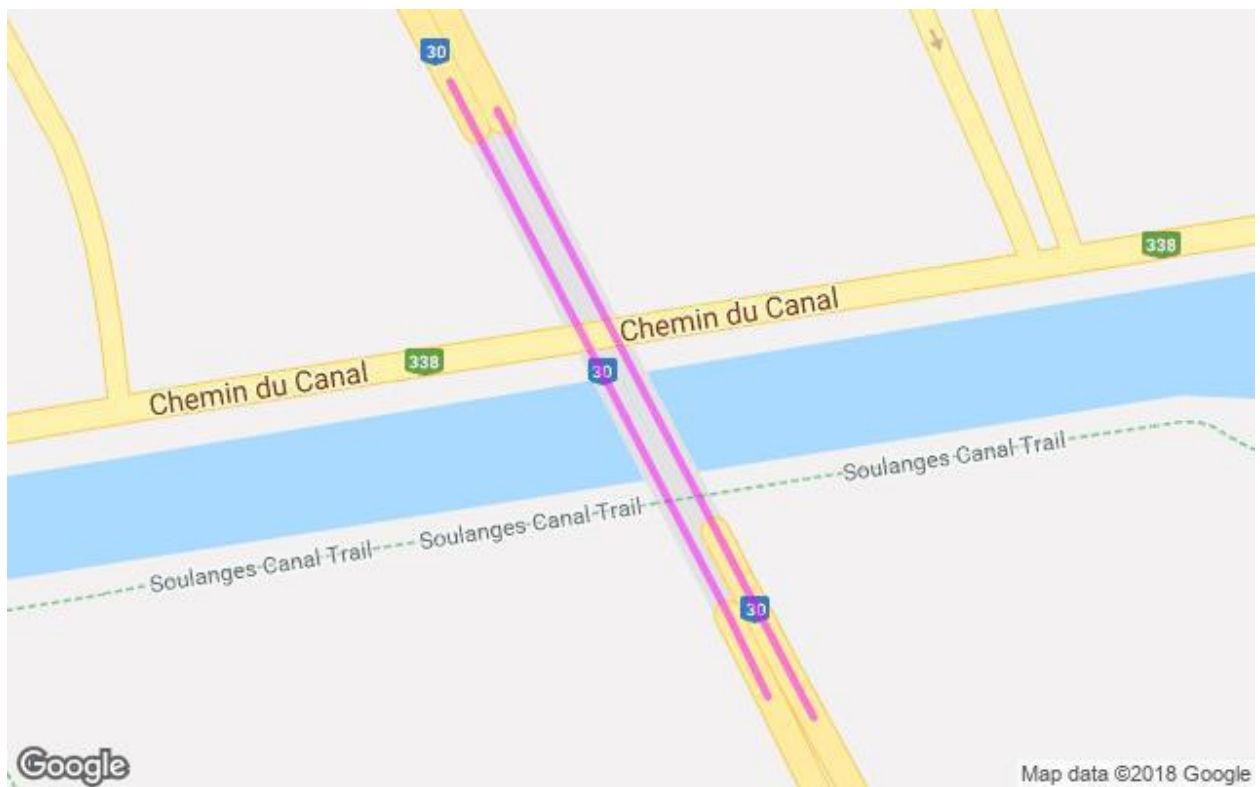 30
338
Chemin du Canal
30
338
Chemin du Canal
Soulanges Canal Trail
Soulanges Canal Trail
Soulanges Canal Trail
30
Google
Map data ©2018 Google